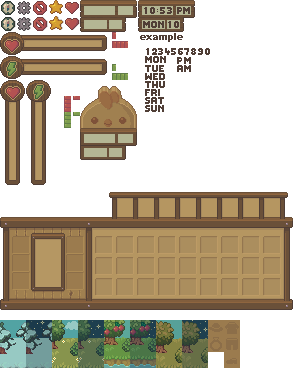 10:53 PM
MON 10
example
1234567890
MON PM
TUE AM
WED
THU
FRI
SAT
SUN